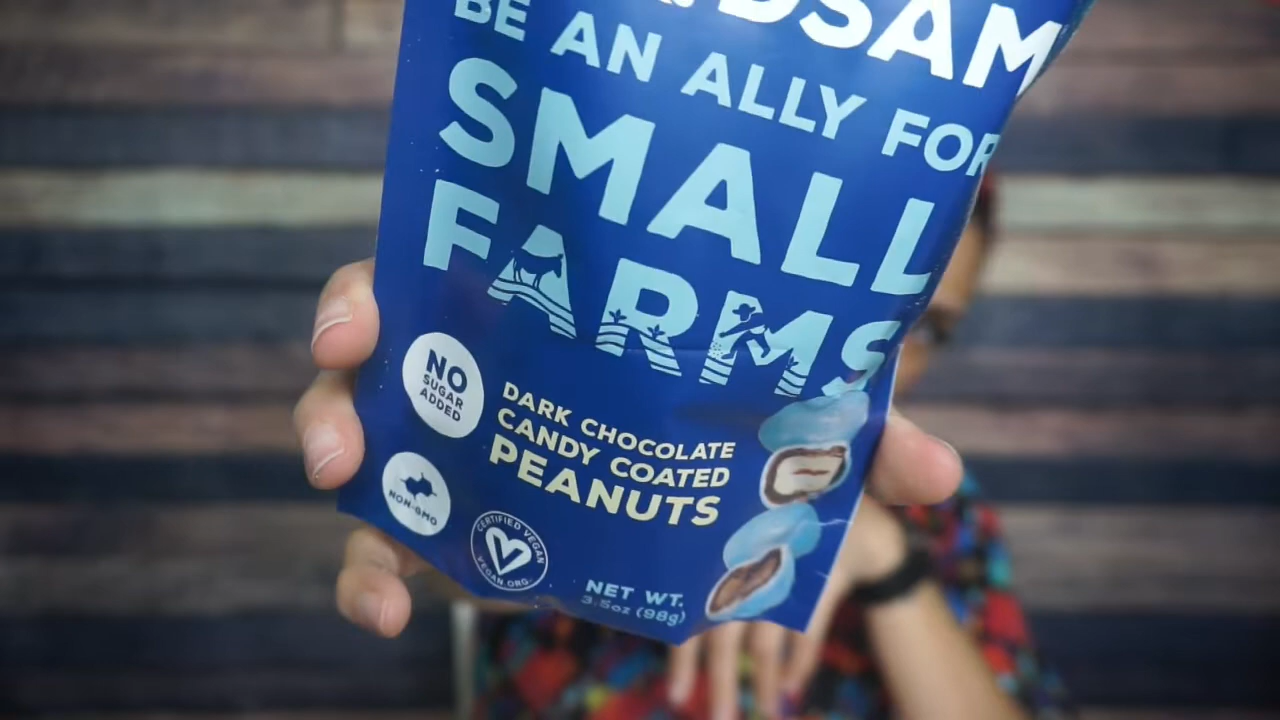 DSAM
BE AN ALLY FOR
SMALL
FARMS
NO
SUGAR
ADDED
DARK CHOCOLATE
CANDY COATED
PEANUTS
NON-GMO
CERTIFIED VEGAN
VEGAN.ORG
NET WT.
3.5oz (98g)